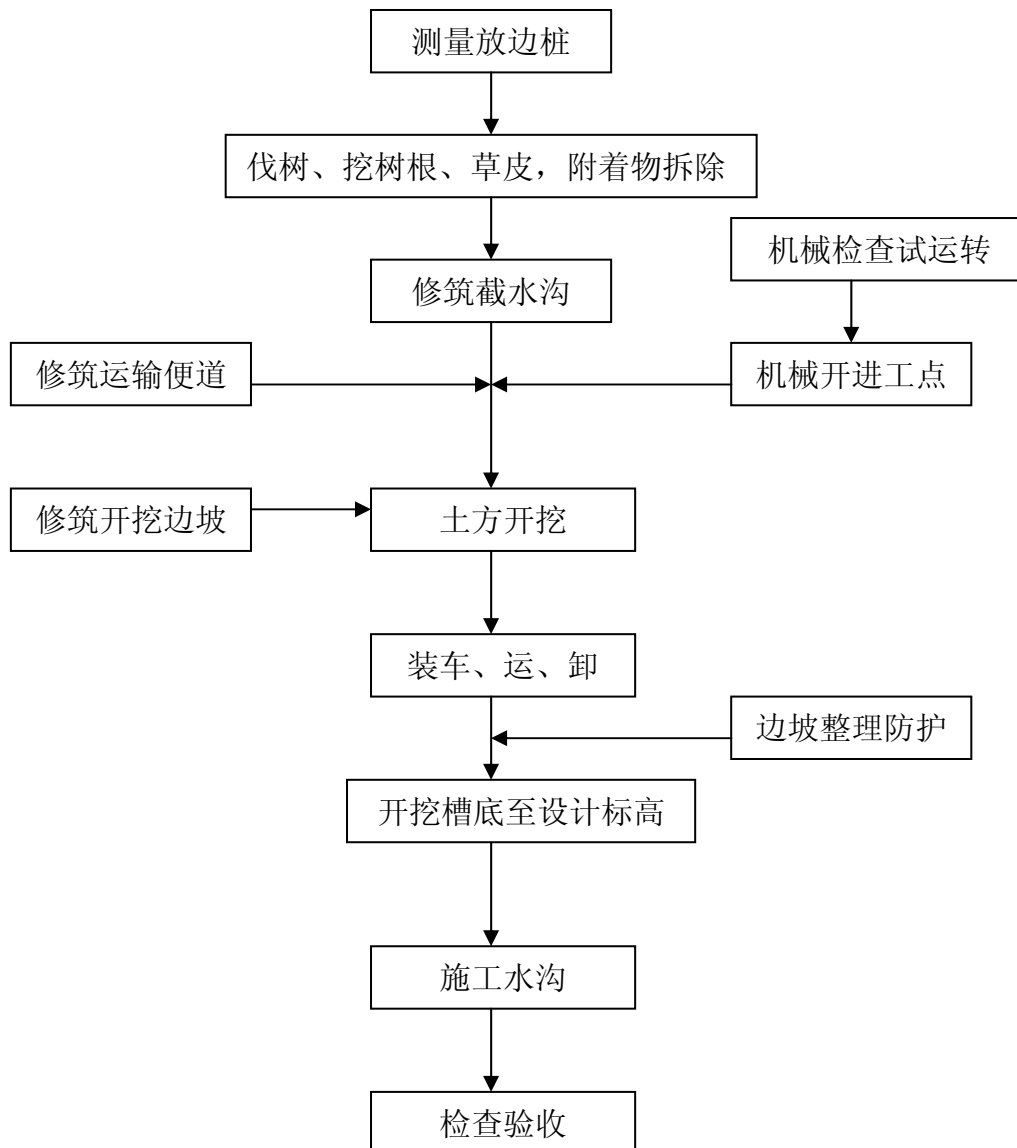 测量放边桩
伐树、挖树根、草皮，附着物拆除
机械检查试运转
修筑截水沟
修筑运输便道
机械开进工点
修筑开挖边坡
土方开挖
装车、运、卸
边坡整理防护
开挖槽底至设计标高
施工水沟
检查验收